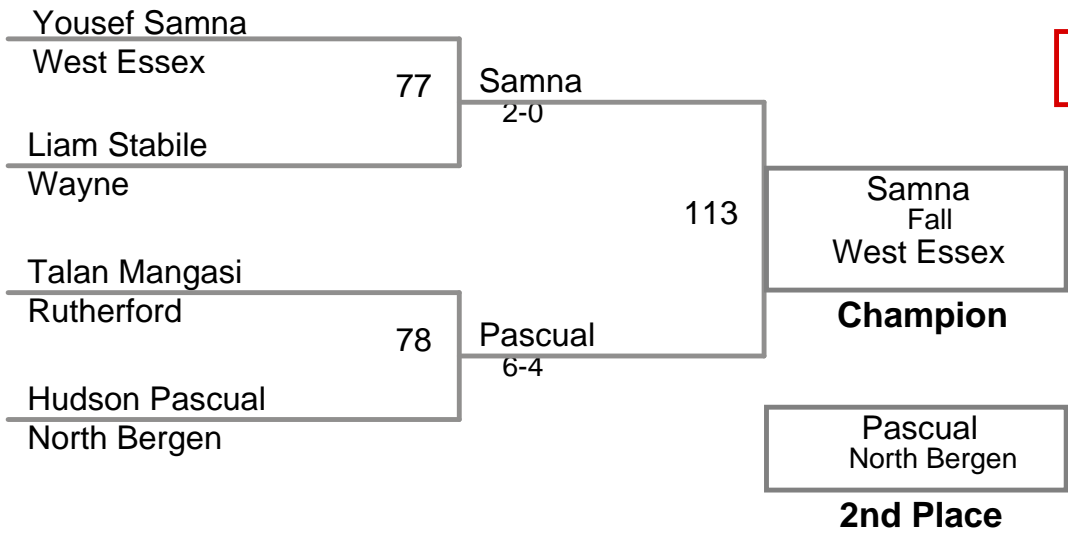 Yousef Samna
West Essex
77
Samna
2-0
Liam Stabile
Wayne
113
Samna
Fall
West Essex
Champion
Talan Mangasi
Rutherford
78
Pascual
6-4
Hudson Pascual
North Bergen
Pascual
North Bergen
2nd Place